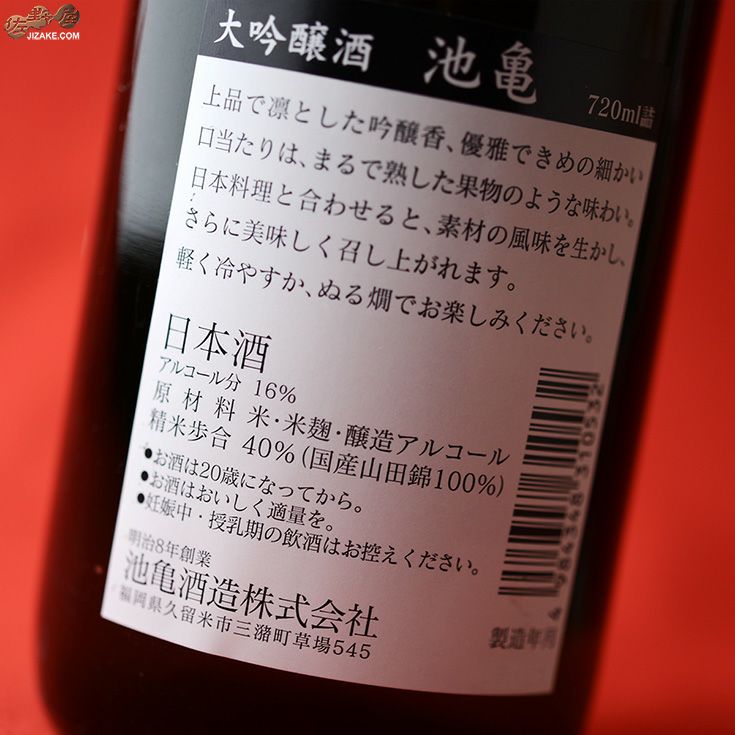 佐野屋
JIZAKE.COM
大吟醸酒 池亀
720ml詰
上品で凛とした吟醸香、優雅できめの細かい
口当たりは、まるで熟した果物のような味わい。
日本料理と合わせると、素材の風味を生かし、
さらに美味しく召し上がれます。
軽く冷やすか、ぬる燗でお楽しみください。
日本酒
アルコール分 16%
原材料 米・米麹・醸造アルコール
精米歩合 40% (国産山田錦100%)
●お酒は20歳になってから。
●お酒はおいしく適量を。
●妊娠中・授乳期の飲酒はお控えください。
明治8年創業
池亀酒造株式会社
福岡県久留米市三潴町草場545
製造年月